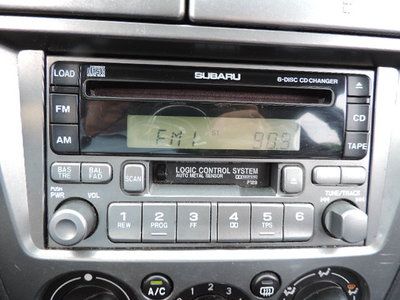 LOAD
SUBARU
6-DISC CD CHANGER
FM
CD
FM1 ST 90.9
AM
TAPE
BAS TRE
BAL FAD
SCAN
LOGIC CONTROL SYSTEM
AUTO METAL SENSOR
TUNE/TRACK
PUSH PWR
VOL
1 2 3 4 5 6
REW PROG FF TPS
A/C